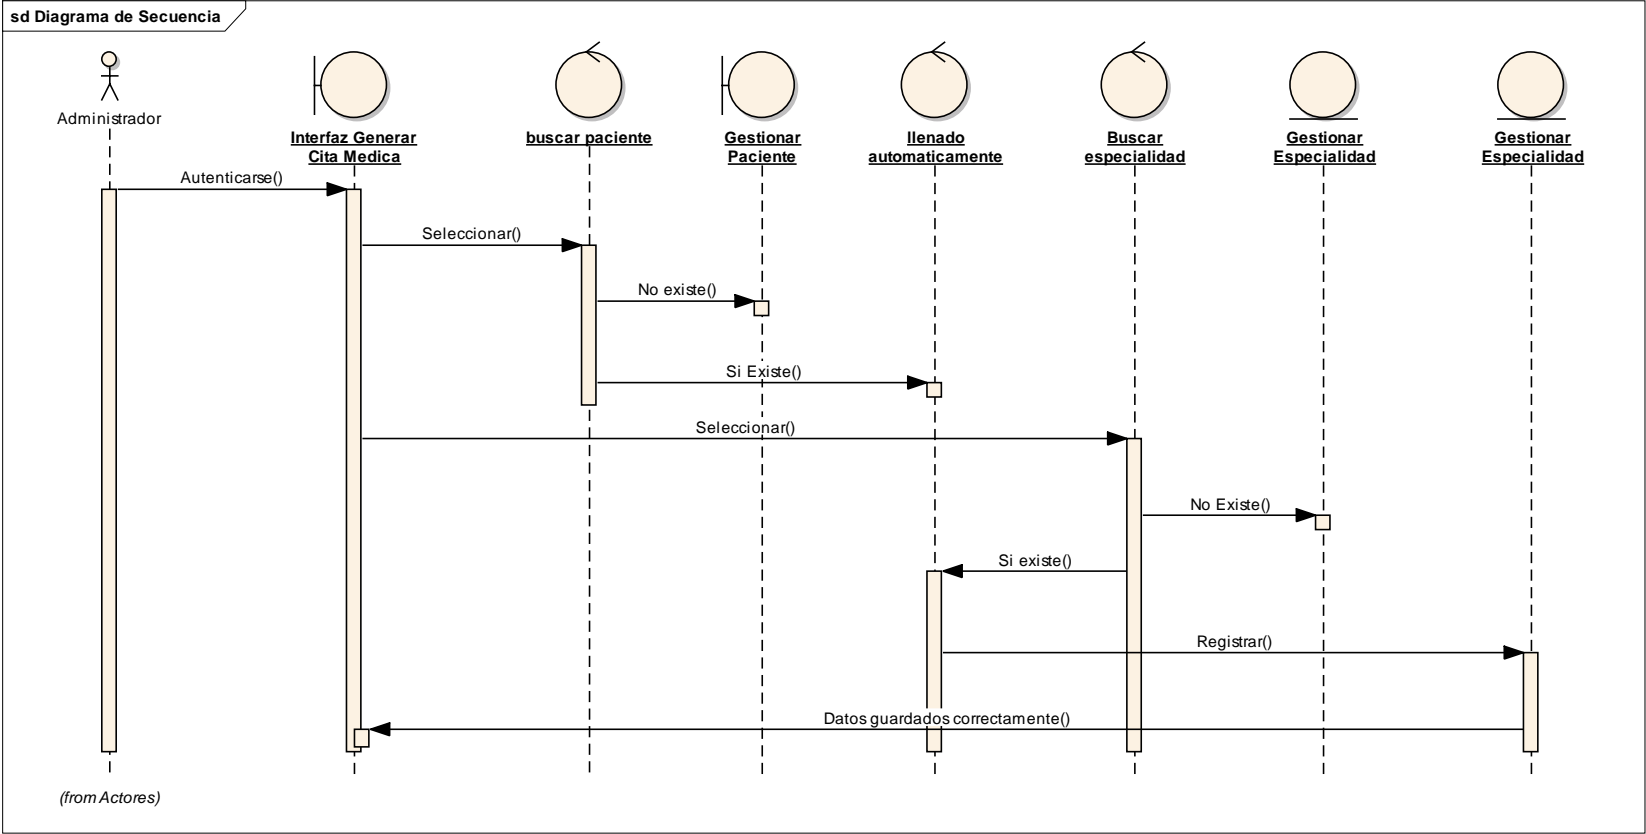 sd Diagrama de Secuencia
Administrador
Interfaz Generar
Cita Medica
buscar paciente
Gestionar
Paciente
llenado
automaticamente
Buscar
especialidad
Gestionar
Especialidad
Gestionar
Especialidad
Autenticarse()
Seleccionar()
No existe()
Si Existe()
Seleccionar()
No Existe()
Si existe()
Registrar()
Datos guardados correctamente()
(from Actores)